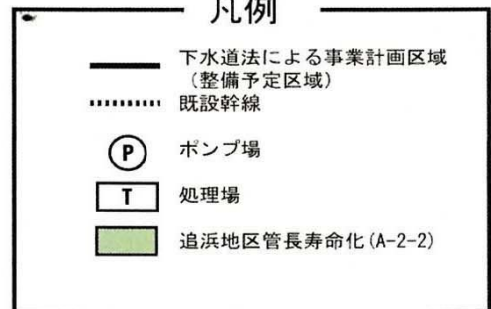 凡例
下水道法による事業計画区域
（整備予定区域）
既設幹線
P ポンプ場
T 処理場
追浜地区管長寿命化(A-2-2)